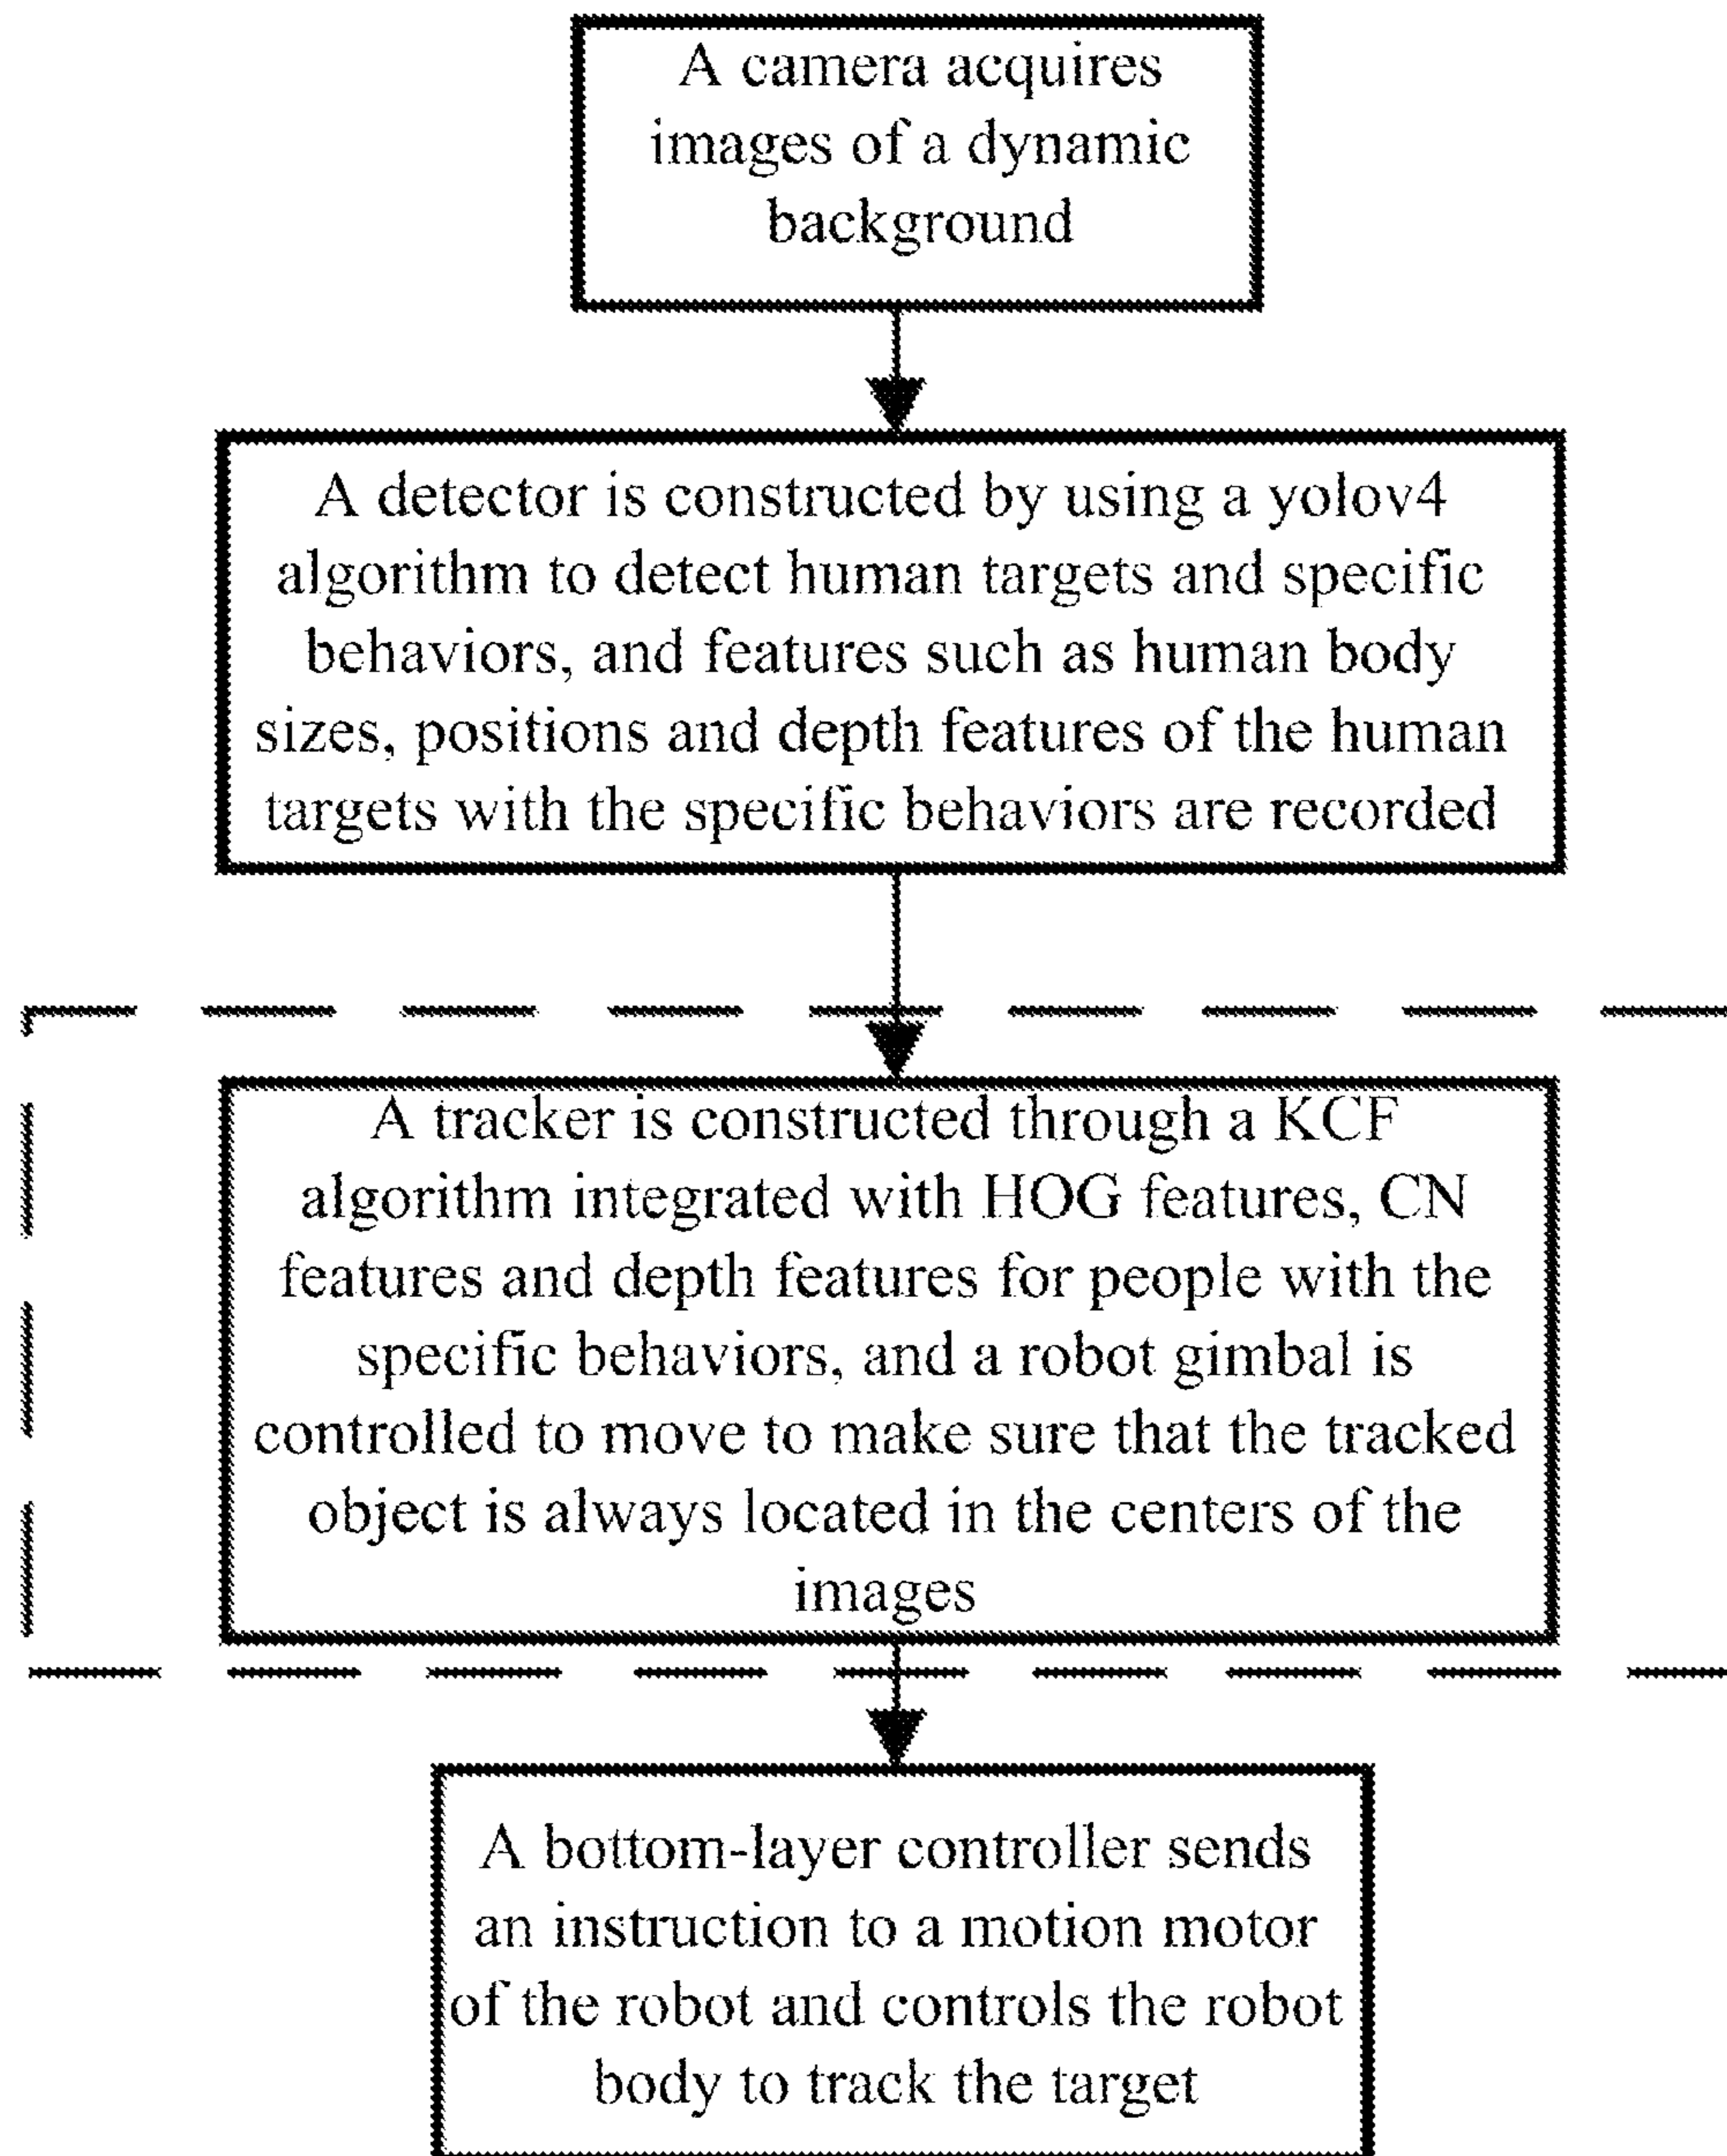 A camera acquires
images of a dynamic
background
A detector is constructed by using a yolov4
algorithm to detect human targets and specific
behaviors, and features such as human body
sizes, positions and depth features of the human
targets with the specific behaviors are recorded
A tracker is constructed through a KCF
algorithm integrated with HOG features, CN
features and depth features for people with the
specific behaviors, and a robot gimbal is
controlled to move to make sure that the tracked
object is always located in the centers of the
images
A bottom-layer controller sends
an instruction to a motion motor
of the robot and controls the robot
body to track the target